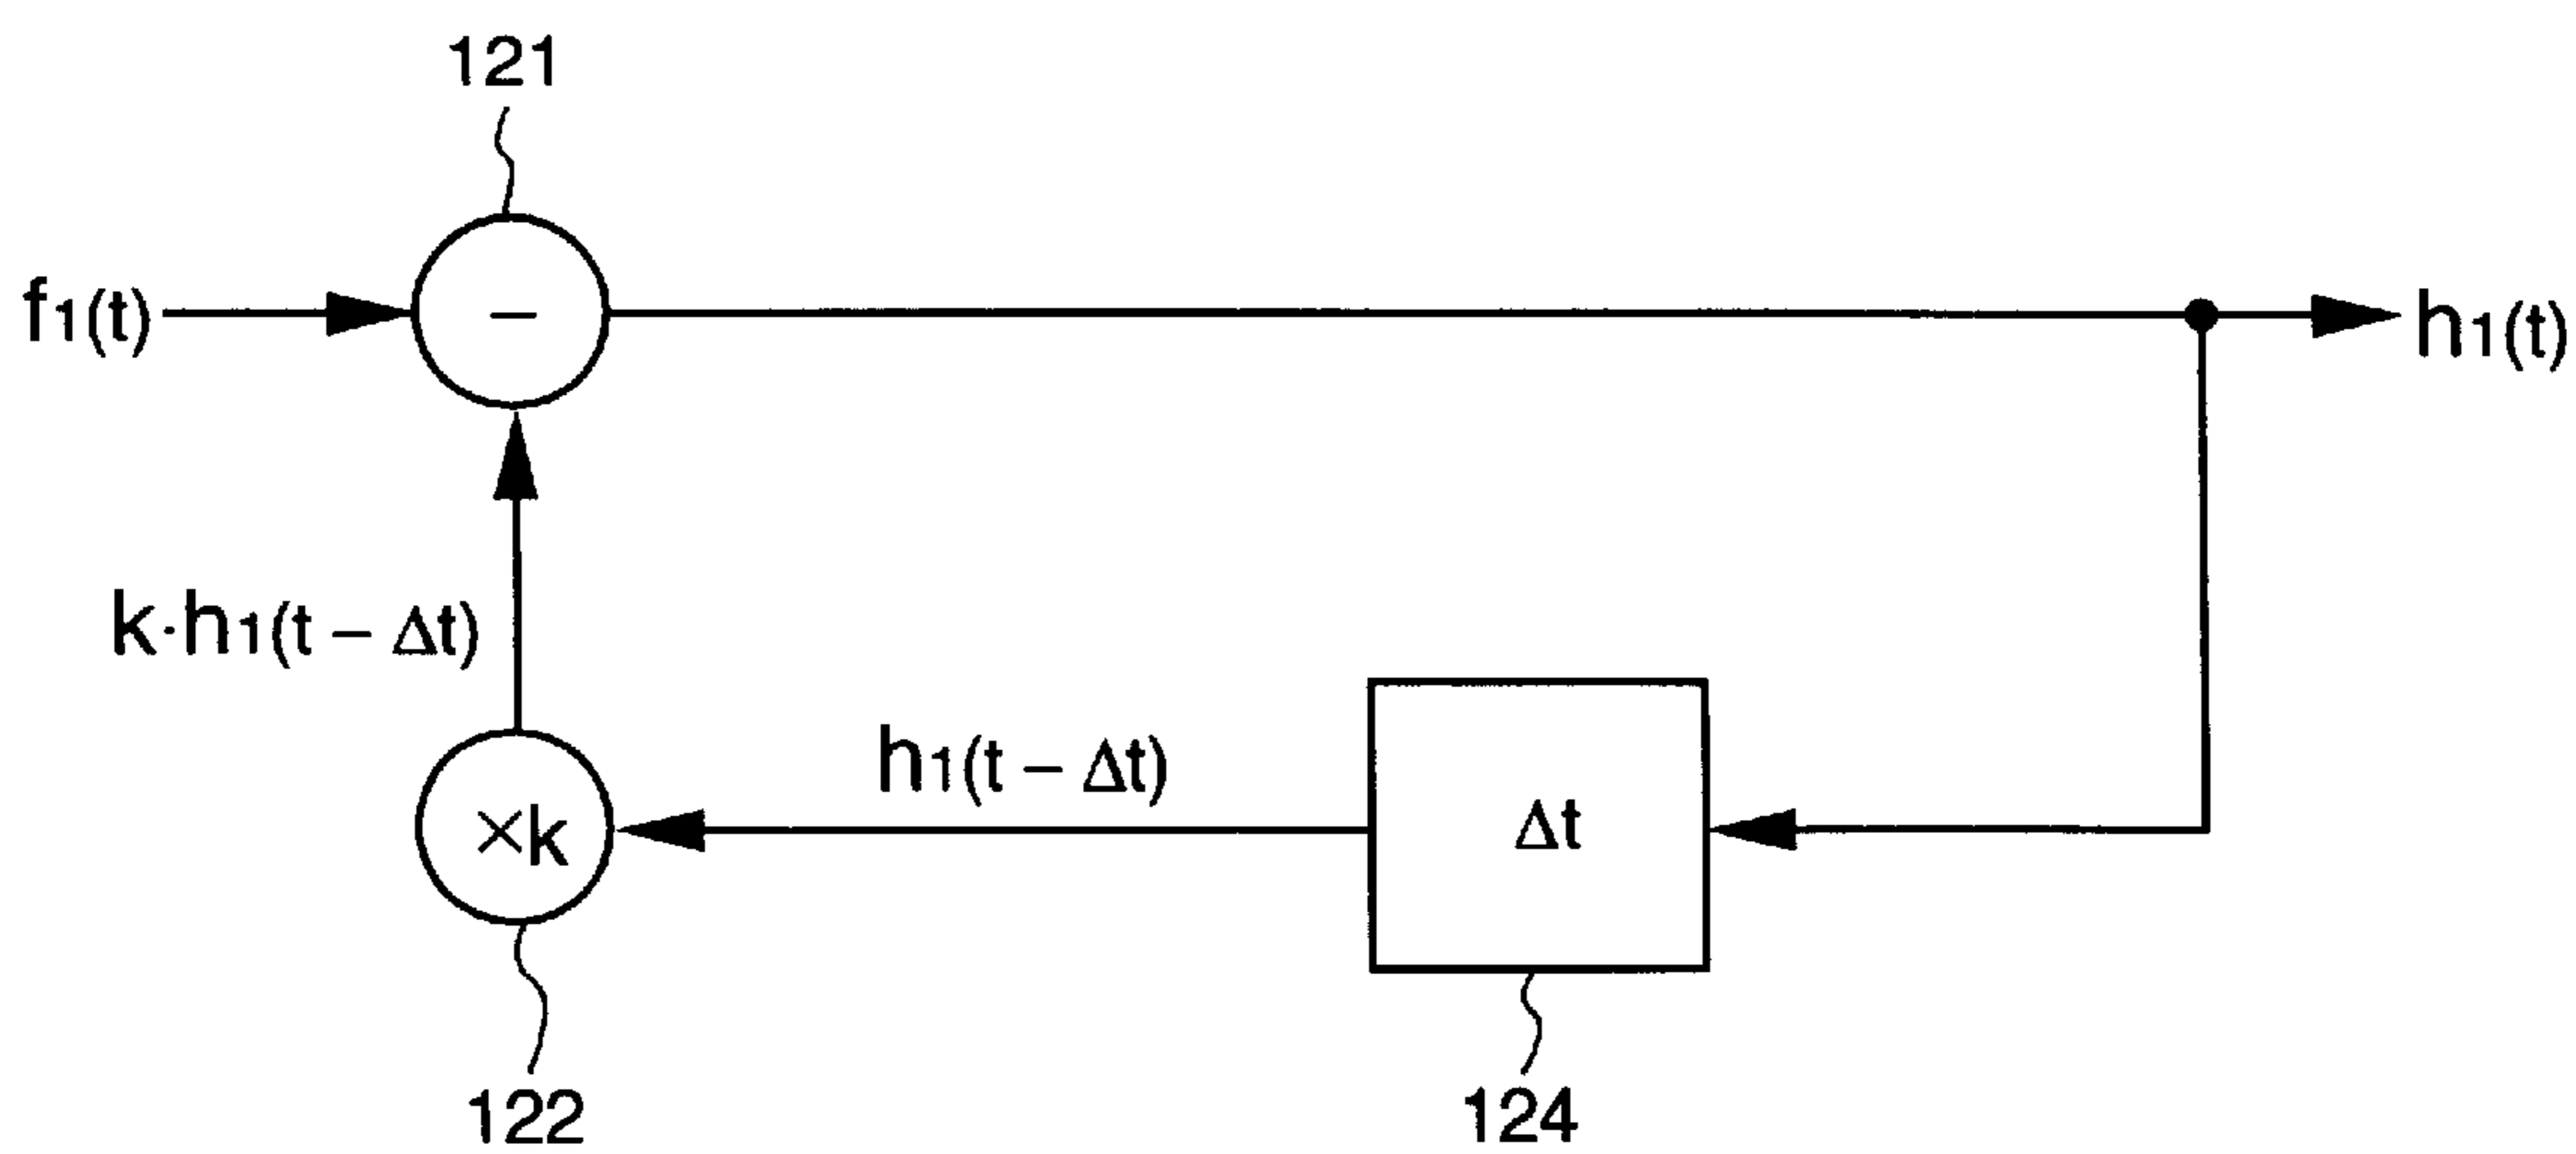 121
f1(t)
−
h1(t)
k·h1(t − Δt)
h1(t − Δt)
×k
Δt
122
124